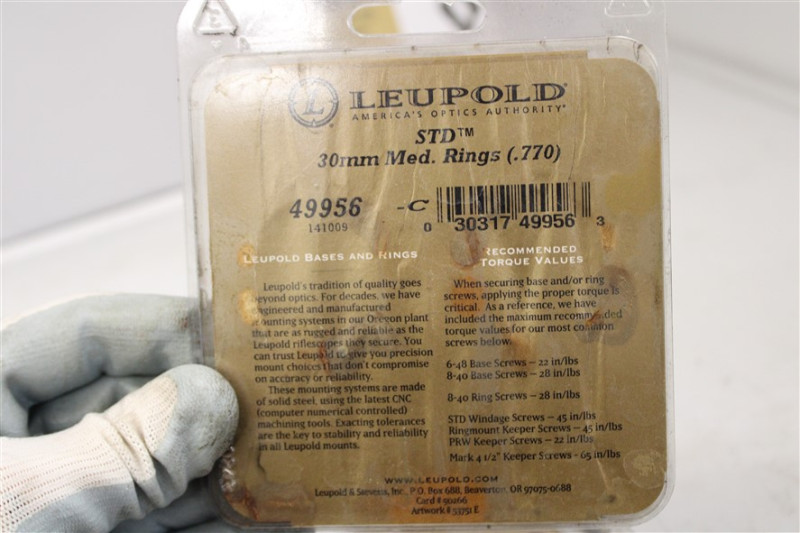 LEUPOLD®
AMERICA'S OPTICS AUTHORITY®
STD™
30mm Med. Rings (.770)
49956 -C
141009
0 30317 49956 3
LEUPOLD BASES AND RINGS
Leupold's tradition of quality goes
beyond optics. For decades, we have
engineered and manufactured
mounting systems in our Oregon plant
that are as rugged and reliable as the
Leupold riflescopes they secure. You
can trust Leupold to give you precision
mount choices that don't compromise
on accuracy or reliability.
These mounting systems are made
of solid steel, using the latest CNC
(computer numerical controlled)
machining tools. Exacting tolerances
are the key to stability and reliability
in all Leupold mounts.
RECOMMENDED
TORQUE VALUES
When securing base and/or ring
screws, applying the proper torque is
critical. As a reference, we have
included the maximum recommended
torque values for our most common
screws below.
6-48 Base Screws – 22 in/lbs
8-40 Base Screws – 28 in/lbs
8-40 Ring Screws – 28 in/lbs
STD Windage Screws – 45 in/lbs
Ringmount Keeper Screws – 45 in/lbs
PRW Keeper Screws – 22 in/lbs
Mark 4 1/2" Keeper Screws - 65 in/lbs
WWW.LEUPOLD.COM
Leupold & Stevens, Inc., P.O. Box 688, Beaverton, OR 97075-0688
Card # 90266
Artwork # 53751 E